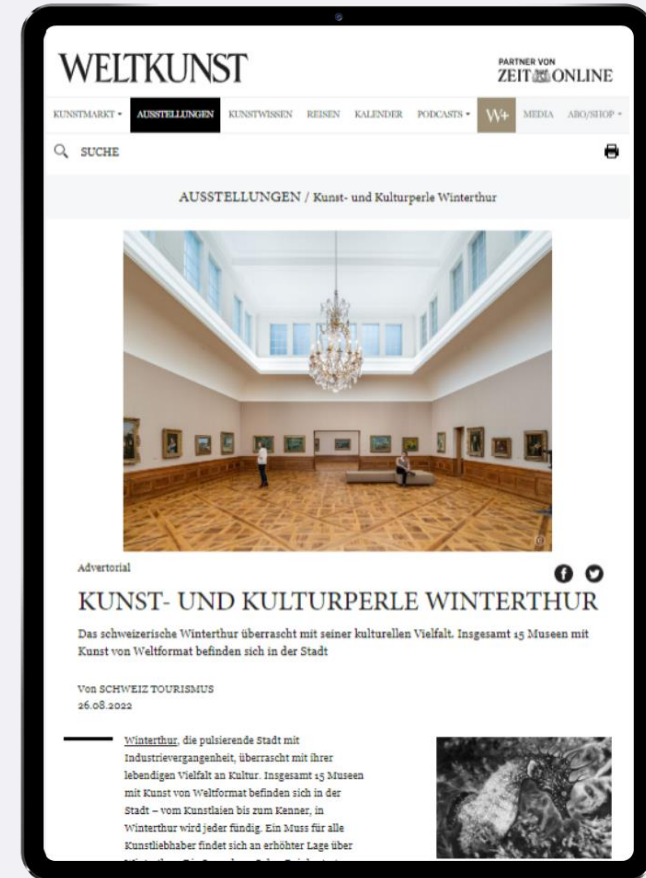 WELTKUNST
PARTNER VON
ZEIT ONLINE
KUNSTMARKT AUSSTELLUNGEN KUNSTWISSEN REISEN KALENDER PODCASTS W+ MEDIA ABO/SHOP
SUCHE
AUSSTELLUNGEN / Kunst- und Kulturperle Winterthur
Advertorial
KUNST- UND KULTURPERLE WINTERTHUR
Das schweizerische Winterthur überrascht mit seiner kulturellen Vielfalt. Insgesamt 15 Museen mit
Kunst von Weltformat befinden sich in der Stadt
Von SCHWEIZ TOURISMUS
26.08.2022
Winterthur, die pulsierende Stadt mit
Industrievergangenheit, überrascht mit ihrer
lebendigen Vielfalt an Kultur. Insgesamt 15 Museen
mit Kunst von Weltformat befinden sich in der
Stadt – vom Kunstlaien bis zum Kenner, in
Winterthur wird jeder fündig. Ein Muss für alle
Kunstliebhaber findet sich an erhöhter Lage über